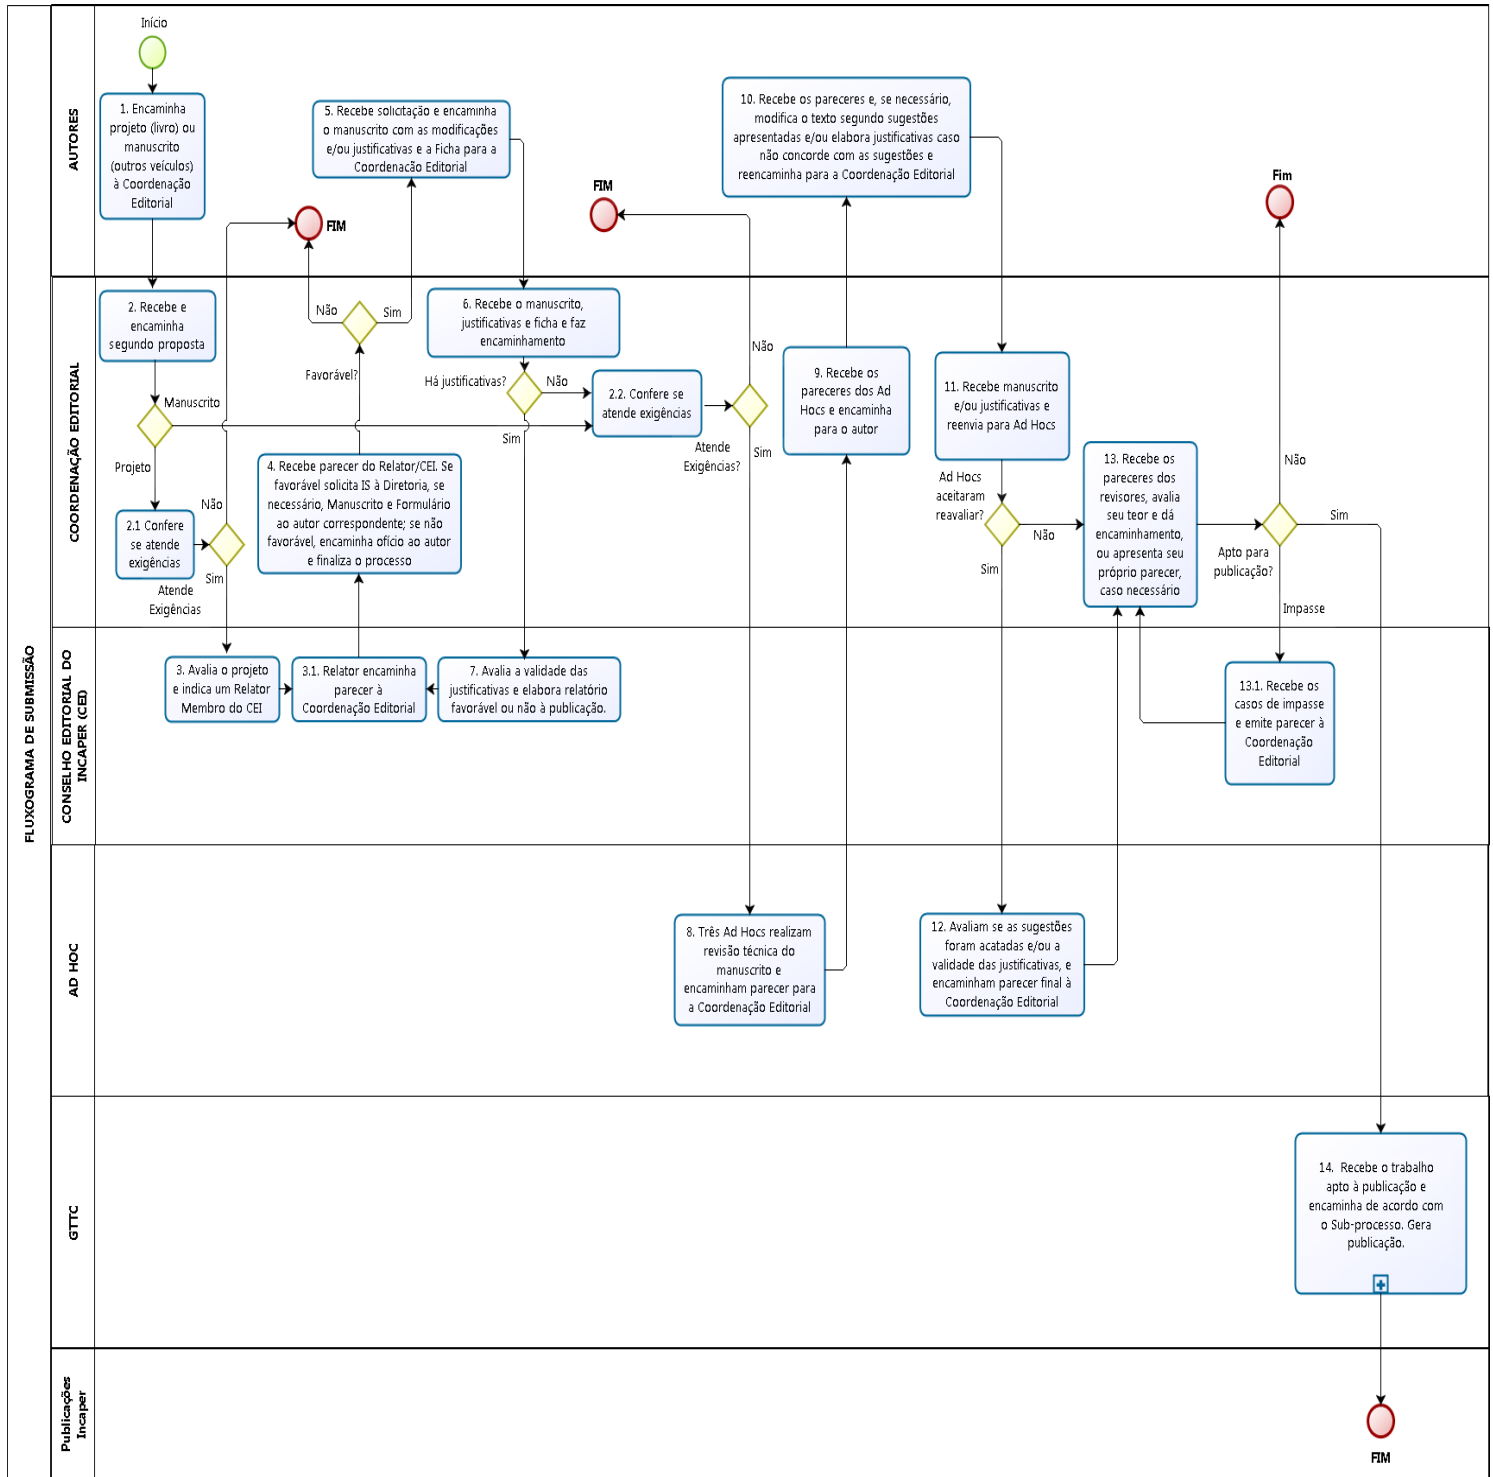 FLUXOGRAMA DE SUBMISSÃO
AUTORES
Início
1. Encaminha
projeto (livro) ou
manuscrito
(outros veículos)
à Coordenação
Editorial
5. Recebe solicitação e encaminha
o manuscrito com as modificações
e/ou justificativas e a Ficha para a
Coordenação Editorial
FIM
FIM
10. Recebe os pareceres e, se necessário,
modifica o texto segundo sugestões
apresentadas e/ou elabora justificativas caso
não concorde com as sugestões e
reencaminha para a Coordenação Editorial
Fim
COORDENAÇÃO EDITORIAL
2. Recebe e
encaminha
segundo proposta
Manuscrito
Projeto
2.1 Confere
se atende
exigências
Não
Sim
Atende
Exigências
Não
Sim
Favorável?
4. Recebe parecer do Relator/CEI. Se
favorável solicita IS à Diretoria, se
necessário, Manuscrito e Formulário
ao autor correspondente; se não
favorável, encaminha ofício ao autor
e finaliza o processo
6. Recebe o manuscrito,
justificativas e ficha e faz
encaminhamento
Há justificativas?
Não
Sim
2.2. Confere se
atende exigências
Não
Atende
Exigências?
Sim
9. Recebe os
pareceres dos Ad
Hocs e encaminha
para o autor
11. Recebe manuscrito
e/ou justificativas e
reenvia para Ad Hocs
Ad Hocs
aceitaram
reavaliar?
Não
Sim
13. Recebe os
pareceres dos
revisores, avalia
seu teor e dá
encaminhamento,
ou apresenta seu
próprio parecer,
caso necessário
Não
Sim
Apto para
publicação?
Impasse
CONSELHO EDITORIAL DO
INCAPER (CEI)
3. Avalia o projeto
e indica um Relator
Membro do CEI
3.1. Relator encaminha
parecer à
Coordenação Editorial
7. Avalia a validade das
justificativas e elabora relatório
favorável ou não à publicação.
13.1. Recebe os
casos de impasse
e emite parecer à
Coordenação
Editorial
AD HOC
8. Três Ad Hocs realizam
revisão técnica do
manuscrito e
encaminham parecer para
a Coordenação Editorial
12. Avaliam se as sugestões
foram acatadas e/ou a
validade das justificativas, e
encaminham parecer final à
Coordenação Editorial
GTTC
14. Recebe o trabalho
apto à publicação e
encaminha de acordo com
o Sub-processo. Gera
publicação.
Publicações
Incaper
FIM